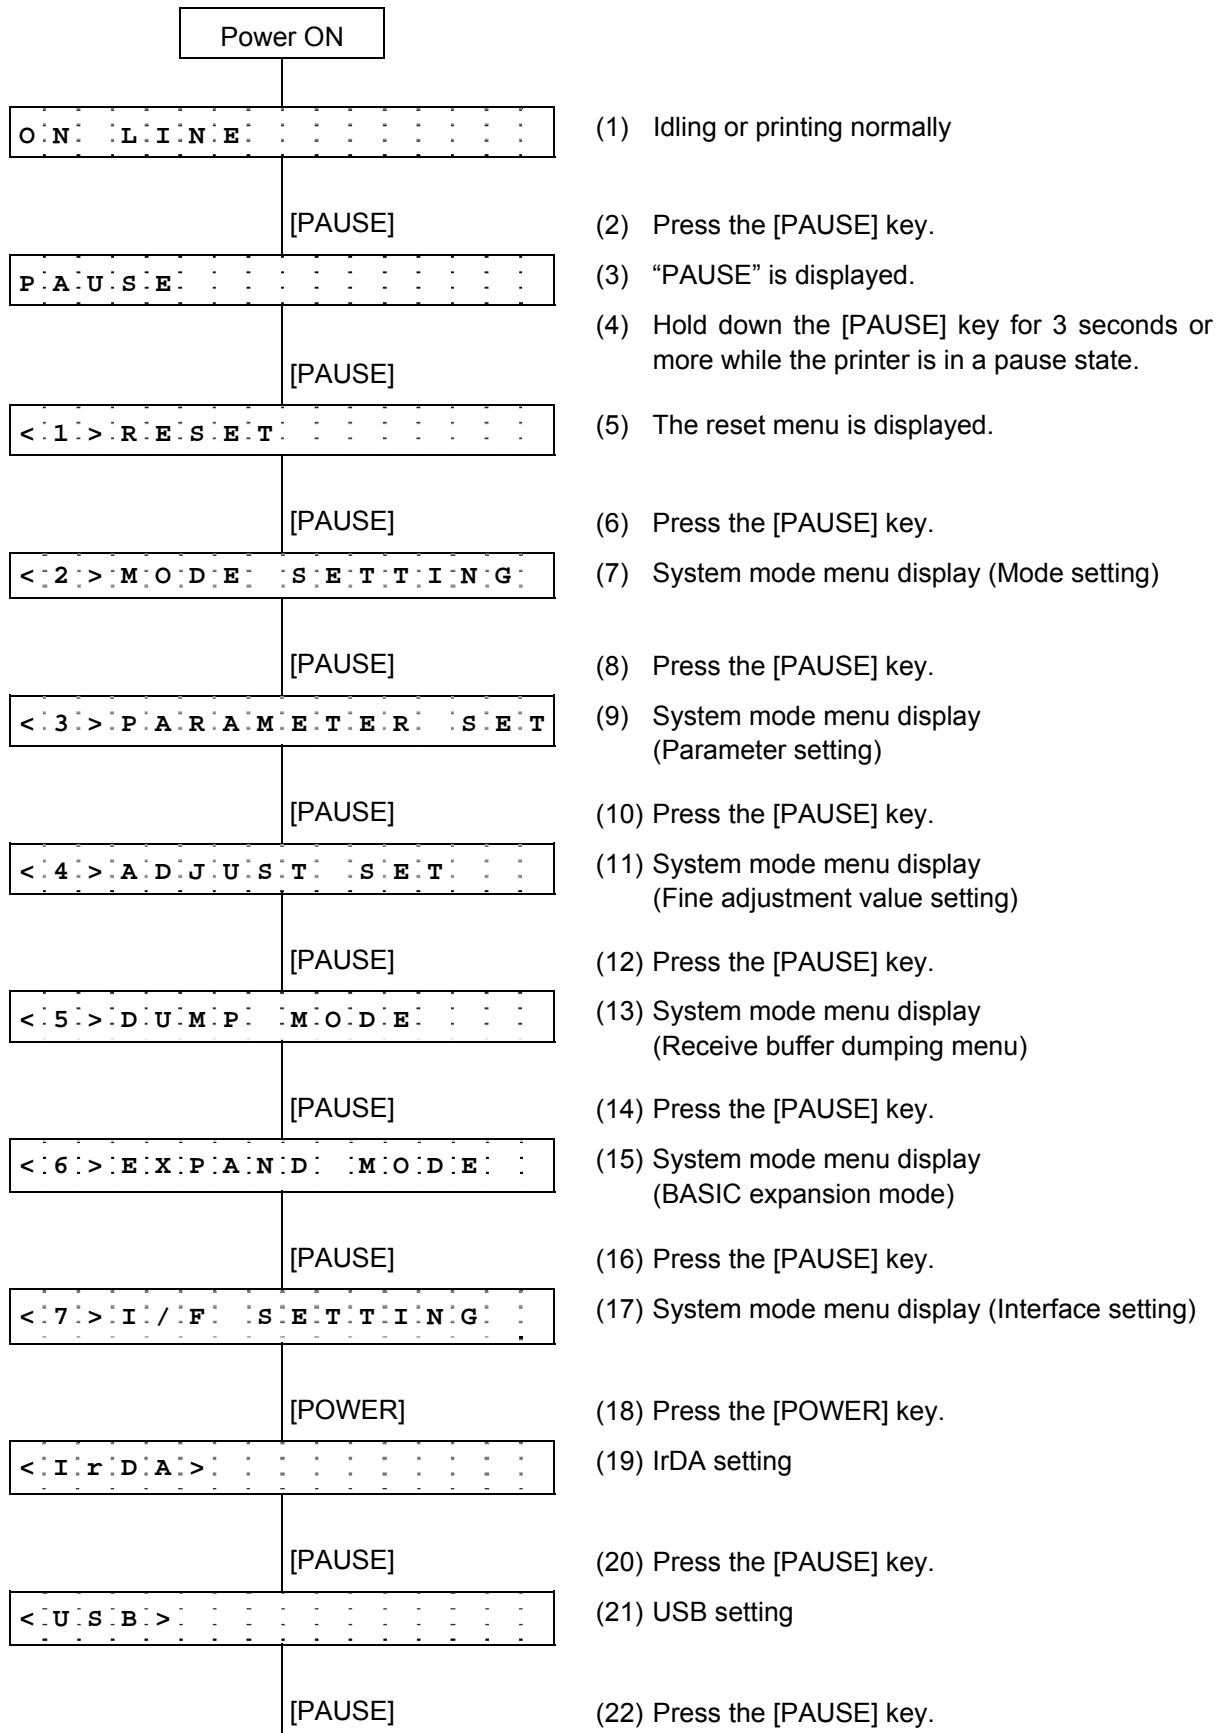 Power ON
ON LINE
(1) Idling or printing normally
[PAUSE]
(2) Press the [PAUSE] key.
PAUSE
(3) “PAUSE” is displayed.
(4) Hold down the [PAUSE] key for 3 seconds or
more while the printer is in a pause state.
[PAUSE]
<1>RESET
(5) The reset menu is displayed.
[PAUSE]
(6) Press the [PAUSE] key.
<2>MODE SETTING
(7) System mode menu display (Mode setting)
[PAUSE]
(8) Press the [PAUSE] key.
<3>PARAMETER SET
(9) System mode menu display
(Parameter setting)
[PAUSE]
(10) Press the [PAUSE] key.
<4>ADJUST SET
(11) System mode menu display
(Fine adjustment value setting)
[PAUSE]
(12) Press the [PAUSE] key.
<5>DUMP MODE
(13) System mode menu display
(Receive buffer dumping menu)
[PAUSE]
(14) Press the [PAUSE] key.
<6>EXPAND MODE
(15) System mode menu display
(BASIC expansion mode)
[PAUSE]
(16) Press the [PAUSE] key.
<7>I/F SETTING
(17) System mode menu display (Interface setting)
[POWER]
(18) Press the [POWER] key.
<IrDA>
(19) IrDA setting
[PAUSE]
(20) Press the [PAUSE] key.
<USB>
(21) USB setting
[PAUSE]
(22) Press the [PAUSE] key.